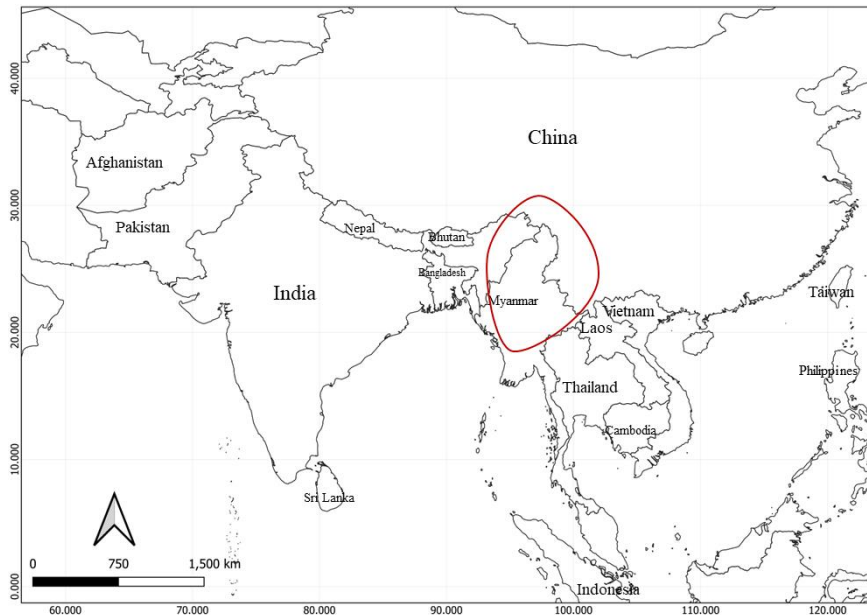 40.000
China
Afghanistan
30.000
Pakistan
Nepal
Bhutan
Bangladesh
India
Myanmar
Taiwan
Vietnam
20.000
Laos
Philippines
Thailand
Cambodia
10.000
Sri Lanka
0 750 1,500 km
Indonesia
0.000
60.000 70.000 80.000 90.000 100.000 110.000 120.000